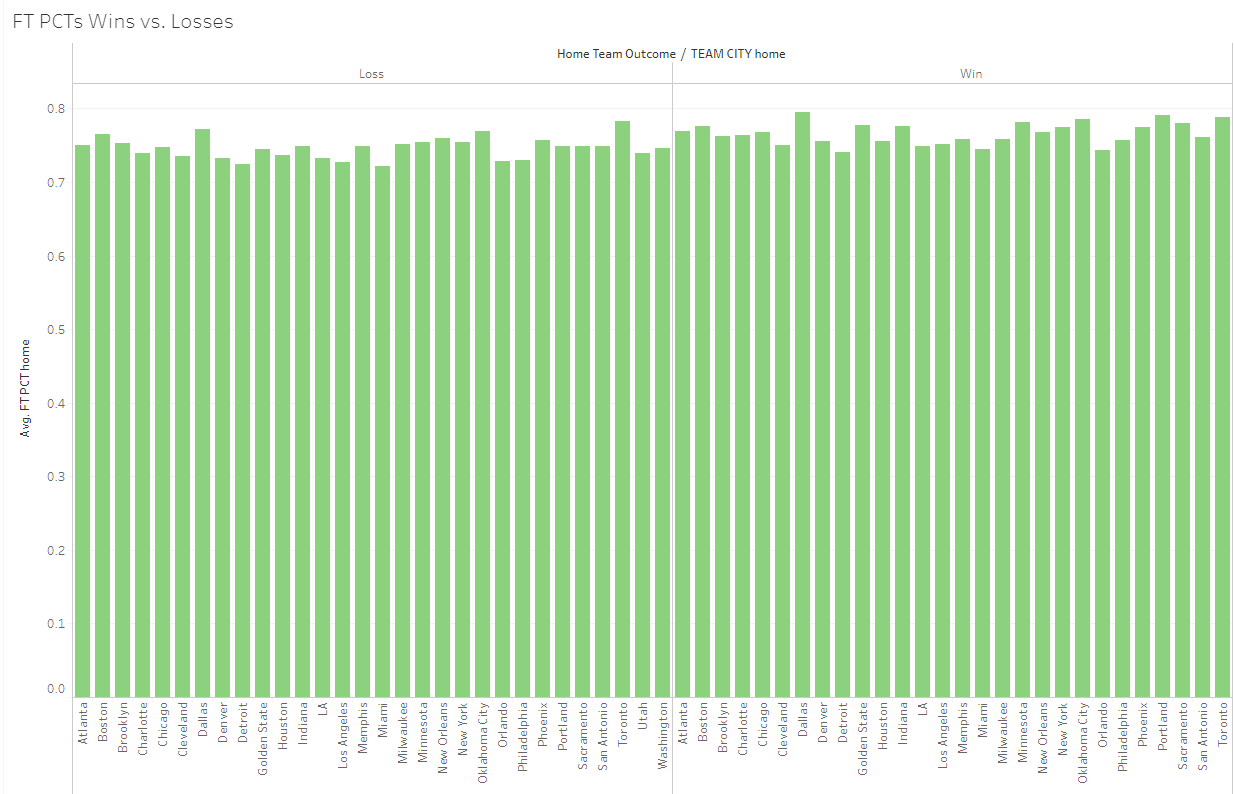 FT PCTs Wins vs. Losses
Home Team Outcome / TEAM CITY home
Loss
Win
Avg. FT PCT home
0.8
0.7
0.6
0.5
0.4
0.3
0.2
0.1
0.0
Atlanta
Boston
Brooklyn
Charlotte
Chicago
Cleveland
Dallas
Denver
Detroit
Golden State
Houston
Indiana
LA
Los Angeles
Memphis
Miami
Milwaukee
Minnesota
New Orleans
New York
Oklahoma City
Orlando
Philadelphia
Phoenix
Portland
Sacramento
San Antonio
Toronto
Utah
Washington
Atlanta
Boston
Brooklyn
Charlotte
Chicago
Cleveland
Dallas
Denver
Detroit
Golden State
Houston
Indiana
LA
Los Angeles
Memphis
Miami
Milwaukee
Minnesota
New Orleans
New York
Oklahoma City
Orlando
Philadelphia
Phoenix
Portland
Sacramento
San Antonio
Toronto